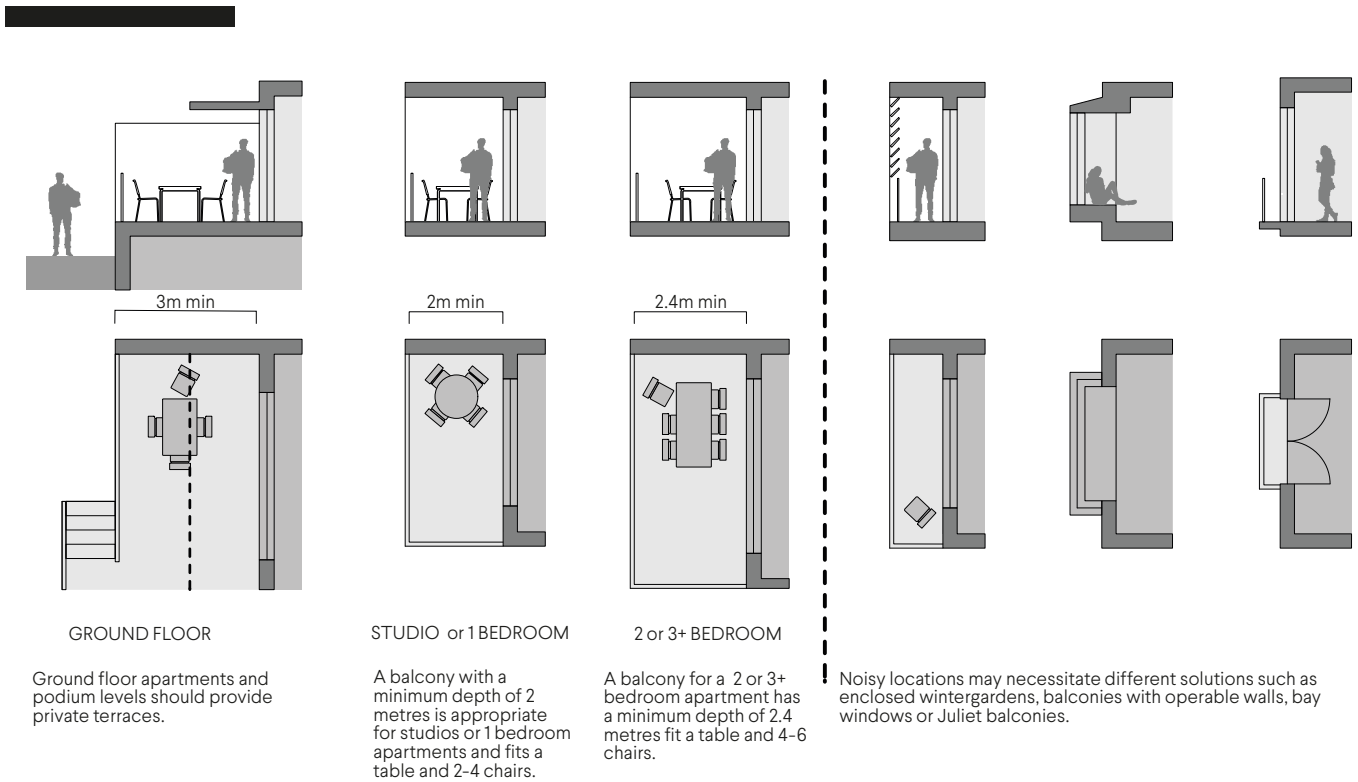 3m min
2m min
2.4m min
GROUND FLOOR
Ground floor apartments and
podium levels should provide
private terraces.
STUDIO or 1 BEDROOM
A balcony with a
minimum depth of 2
metres is appropriate
for studios or 1 bedroom
apartments and fits a
table and 2-4 chairs.
2 or 3+ BEDROOM
A balcony for a 2 or 3+
bedroom apartment has
a minimum depth of 2.4
metres fit a table and 4-6
chairs.
Noisy locations may necessitate different solutions such as
enclosed wintergardens, balconies with operable walls, bay
windows or Juliet balconies.